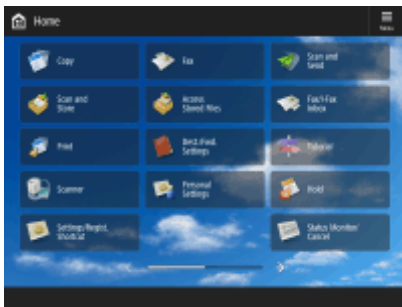 Home
Menu
Copy
Fax
Scan and
Send
Scan and
Store
Access
Stored Files
Fax/I-Fax
Inbox
Print
Dest./Fwd.
Settings
Tutorial
Scanner
Personal
Settings
Hold
Settings/Regist.
Shortcut
Status Monitor/
Cancel